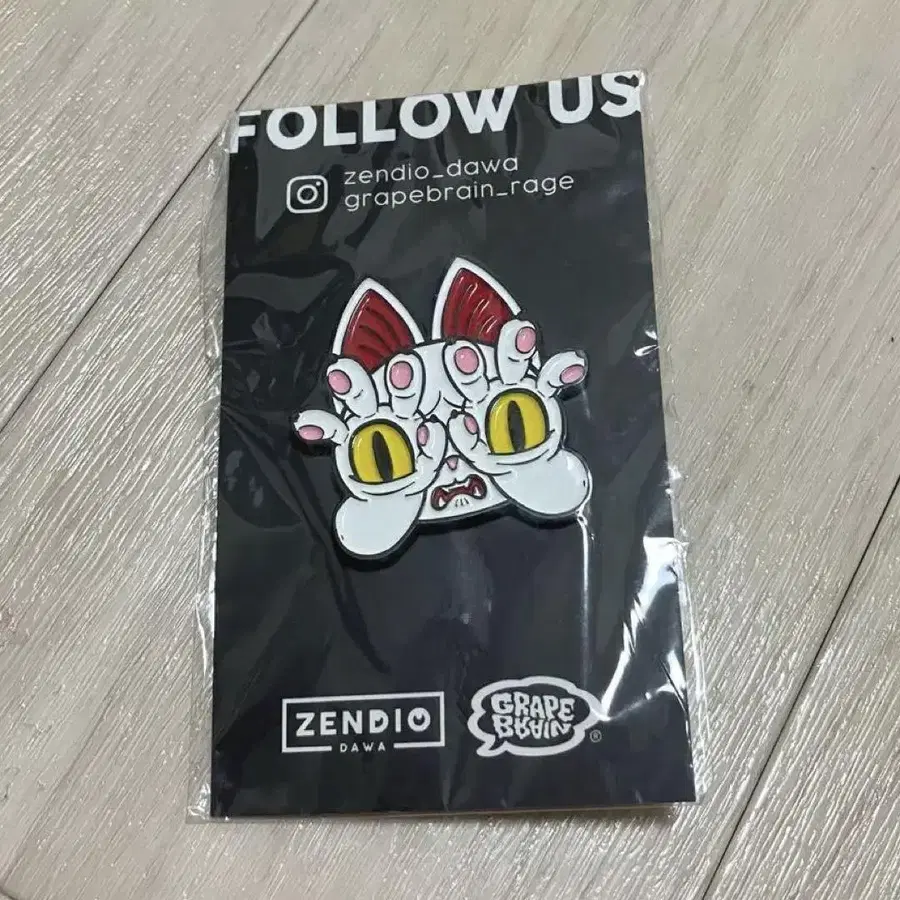 FOLLOW US
zendio_dawa
grapebrain_rage
ZENDIO
DAWA
GRAPE
BRAIN
®